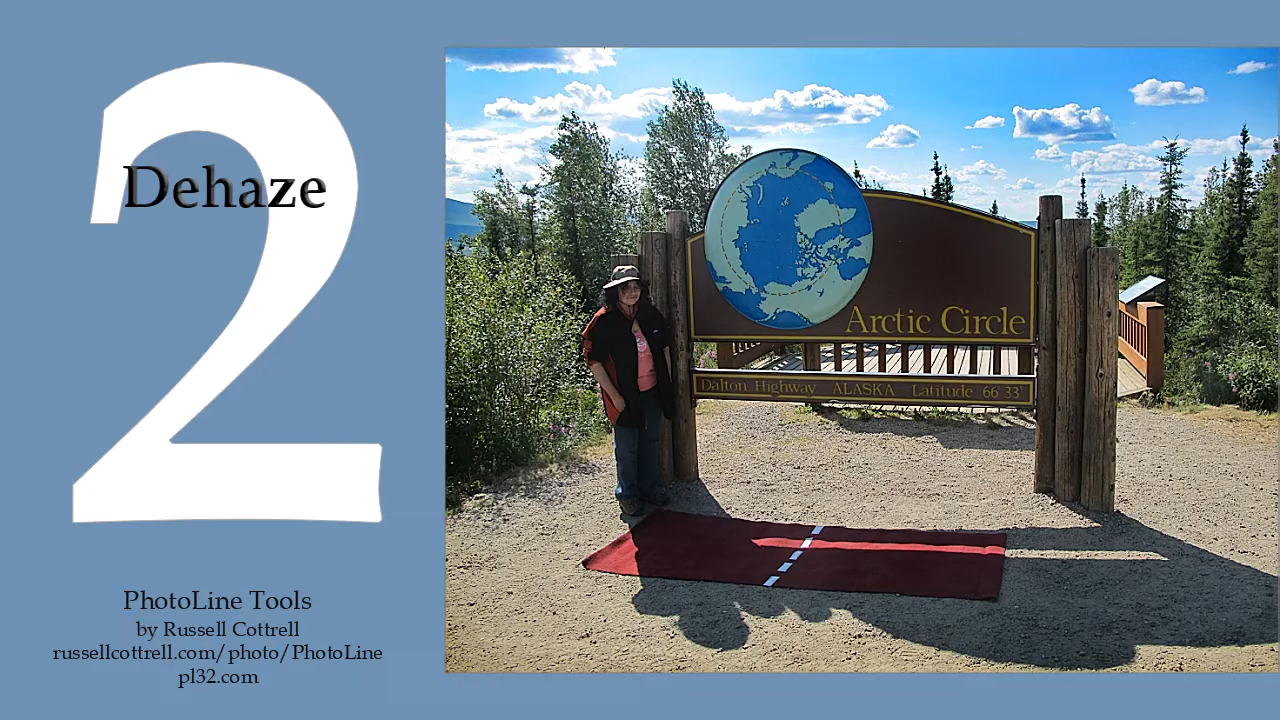 2
Dehaze
PhotoLine Tools
by Russell Cottrell
russellcottrell.com/photo/PhotoLine
pl32.com
Arctic Circle
Dalton Highway ALASKA Latitude 66°33'